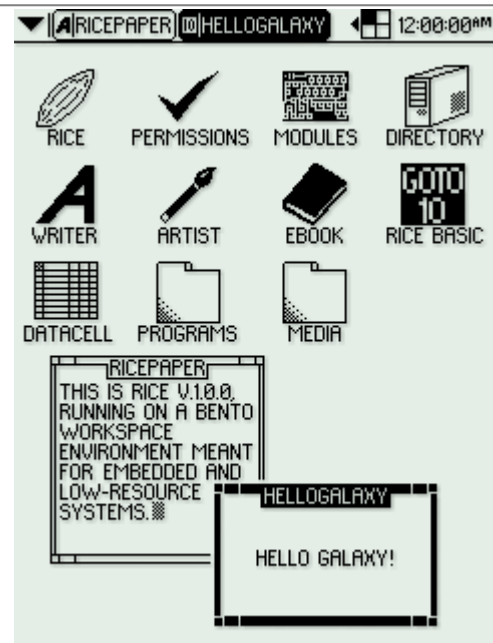 A RICEPAPER HELLOGALAXY 12:00:00AM
RICE PERMISSIONS MODULES DIRECTORY
GOTO
10
WRITER ARTIST EBOOK RICE BASIC
DATACELL PROGRAMS MEDIA
RICEPAPER
THIS IS RICE V.1.0.0,
RUNNING ON A BENTO
WORKSPACE
ENVIRONMENT MEANT
FOR EMBEDDED AND
LOW-RESOURCE
SYSTEMS.
HELLOGALAXY
HELLO GALAXY!